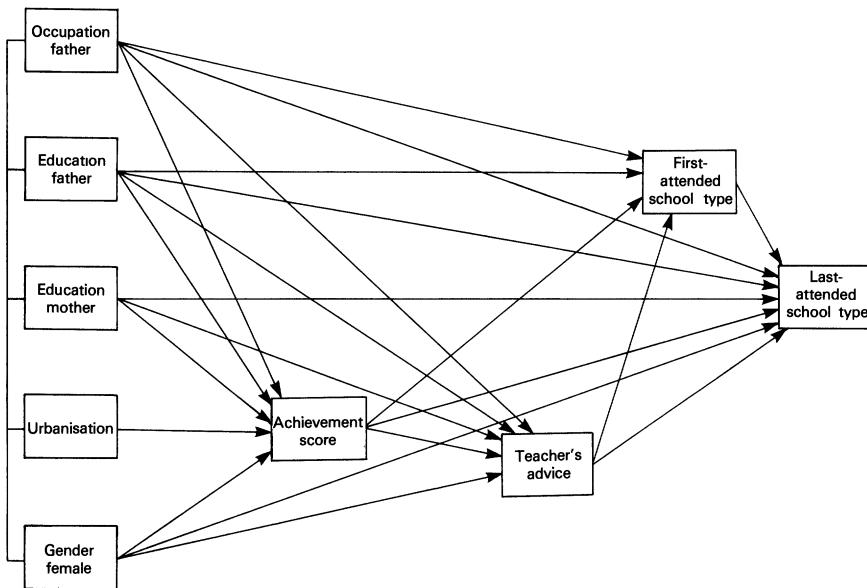 Occupation
father
Education
father
Education
mother
Urbanisation
Gender
female
Achievement
score
Teacher's
advice
First-
attended
school type
Last-
attended
school type